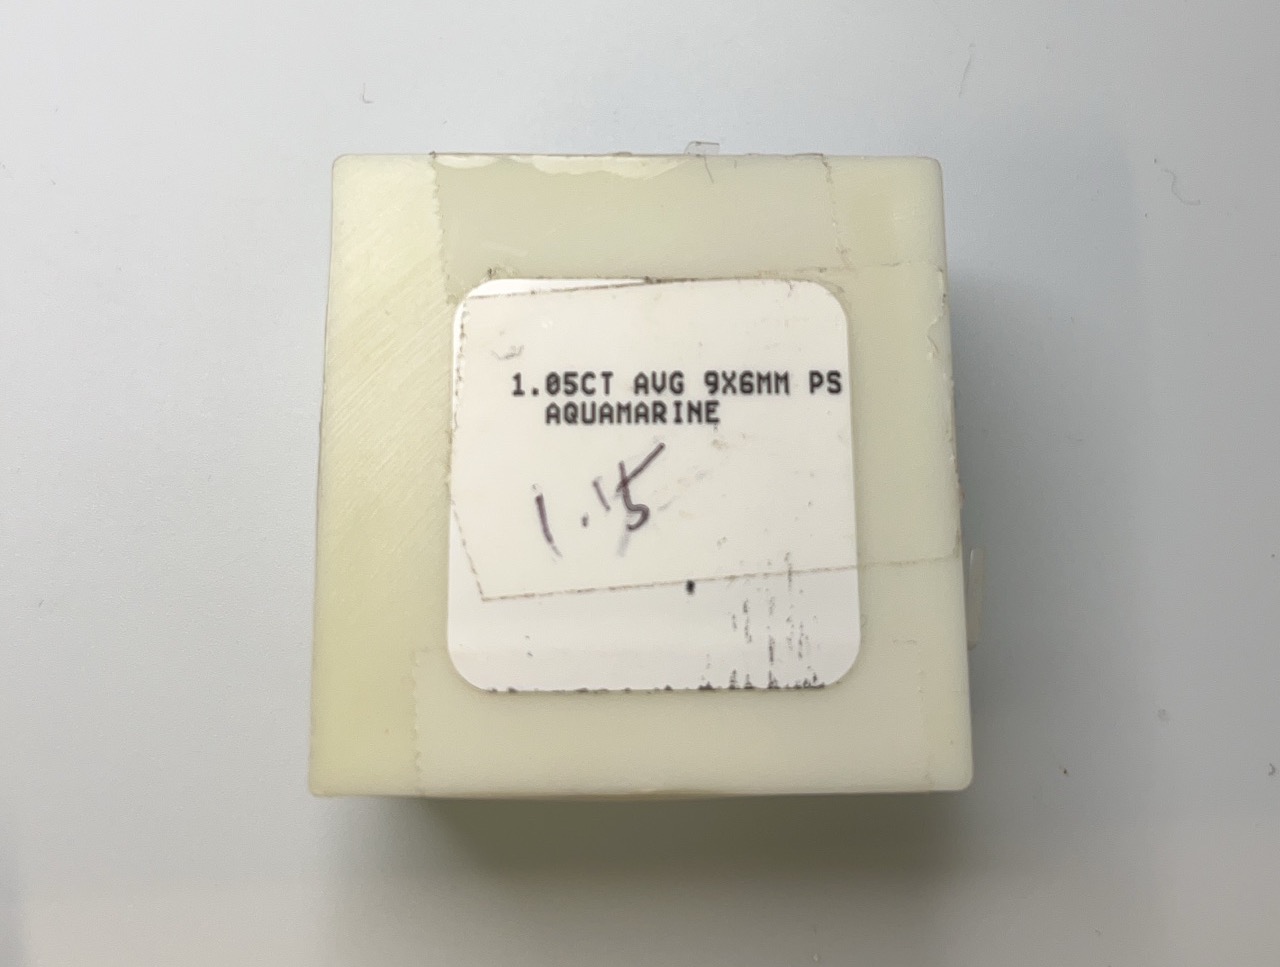 1.05CT AVG 9X6MM PS
AQUAMARINE
1.15